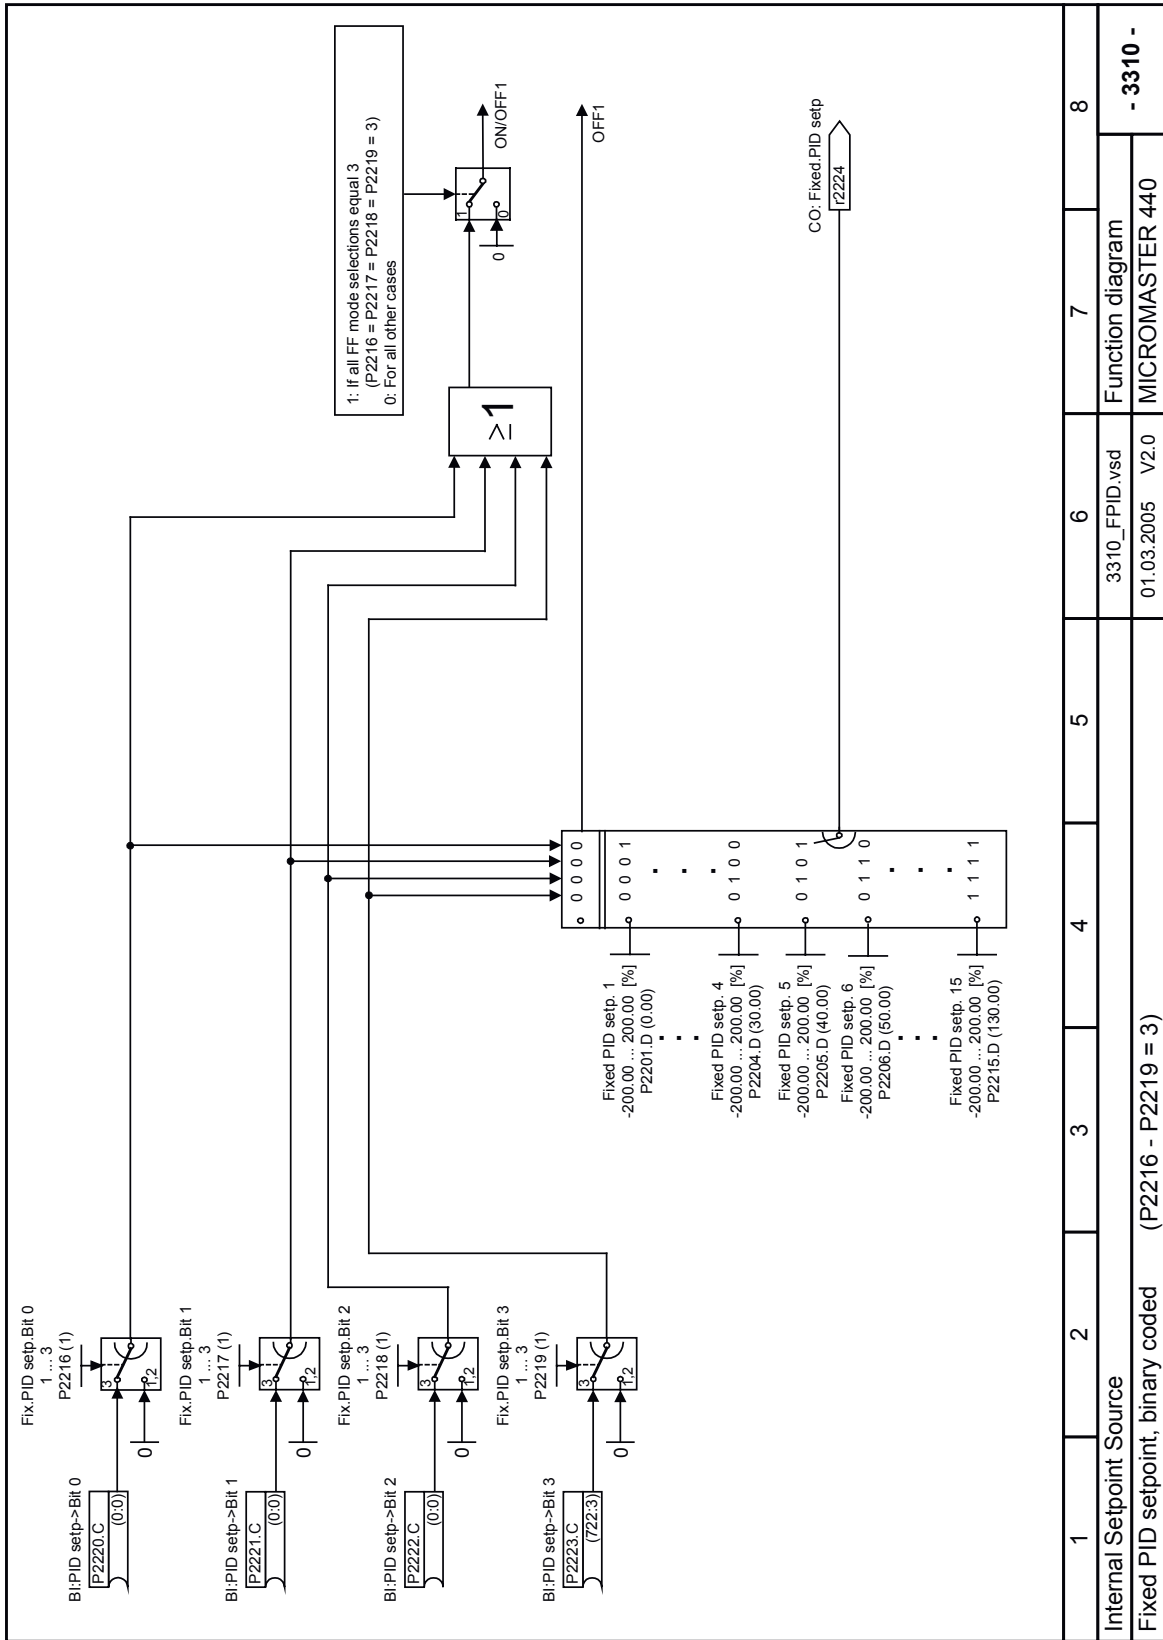 BI:PID setp->Bit 0
P2220.C
(0:0)
Fix.PID setp.Bit 0
1 ... 3
P2216 (1)
3
1,2
0
BI:PID setp->Bit 1
P2221.C
(0:0)
Fix.PID setp.Bit 1
1 ... 3
P2217 (1)
3
1,2
0
BI:PID setp->Bit 2
P2222.C
(0:0)
Fix.PID setp.Bit 2
1 ... 3
P2218 (1)
3
1,2
0
BI:PID setp->Bit 3
P2223.C
(722:3)
Fix.PID setp.Bit 3
1 ... 3
P2219 (1)
3
1,2
0
1: If all FF mode selections equal 3
(P2216 = P2217 = P2218 = P2219 = 3)
0: For all other cases
≥1
1
0
0
ON/OFF1
OFF1
0 0 0 0
Fixed PID setp. 1
-200.00 ... 200.00 [%]
P2201.D (0.00)
0 0 0 1
. . .
. . .
Fixed PID setp. 4
-200.00 ... 200.00 [%]
P2204.D (30.00)
0 1 0 0
Fixed PID setp. 5
-200.00 ... 200.00 [%]
P2205.D (40.00)
0 1 0 1
Fixed PID setp. 6
-200.00 ... 200.00 [%]
P2206.D (50.00)
0 1 1 0
. . .
. . .
Fixed PID setp. 15
-200.00 ... 200.00 [%]
P2215.D (130.00)
1 1 1 1
CO: Fixed.PID setp
r2224
1 2 3 4 5 6 7 8
Internal Setpoint Source 3310_FPID.vsd Function diagram
- 3310 -
Fixed PID setpoint, binary coded (P2216 - P2219 = 3) 01.03.2005 V2.0 MICROMASTER 440